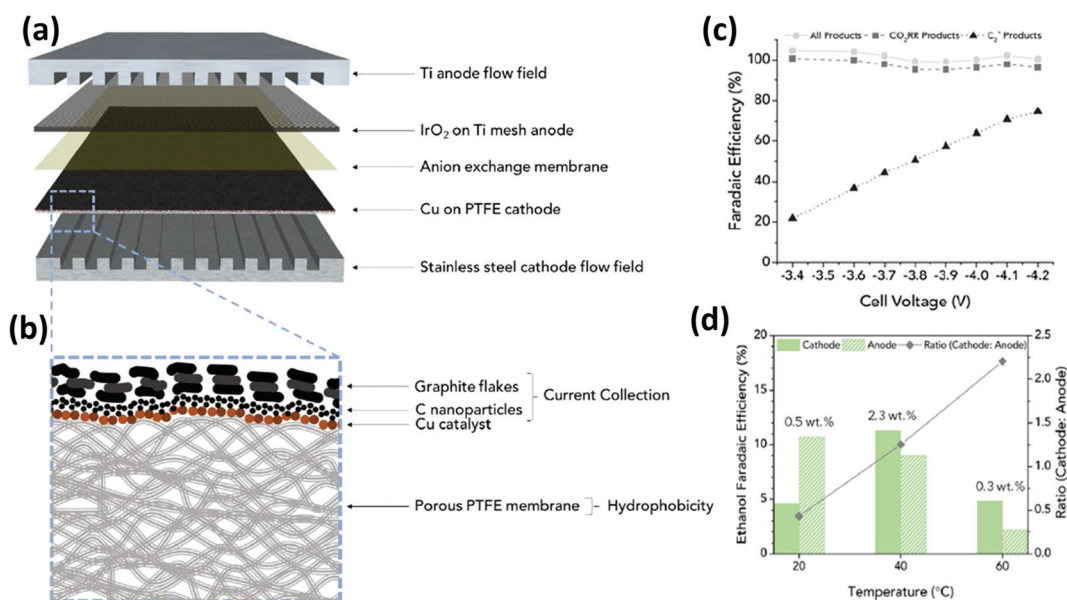 (a)
Ti anode flow field
IrO₂ on Ti mesh anode
Anion exchange membrane
Cu on PTFE cathode
Stainless steel cathode flow field
(b)
Graphite flakes
C nanoparticles
Current Collection
Cu catalyst
Porous PTFE membrane
Hydrophobicity
(c)
All Products
CO₂RR Products
C₂⁺ Products
Faradaic Efficiency (%)
100
80
60
40
20
0
-3.4 -3.5 -3.6 -3.7 -3.8 -3.9 -4.0 -4.1 -4.2
Cell Voltage (V)
(d)
Cathode
Anode
Ratio (Cathode: Anode)
Ethanol Faradaic Efficiency (%)
20
15
10
5
0
0.5 wt.%
2.3 wt.%
0.3 wt.%
2.5
2.0
1.5
1.2
1.0
0.5
0.0
Ratio (Cathode: Anode)
20 40 60
Temperature (°C)